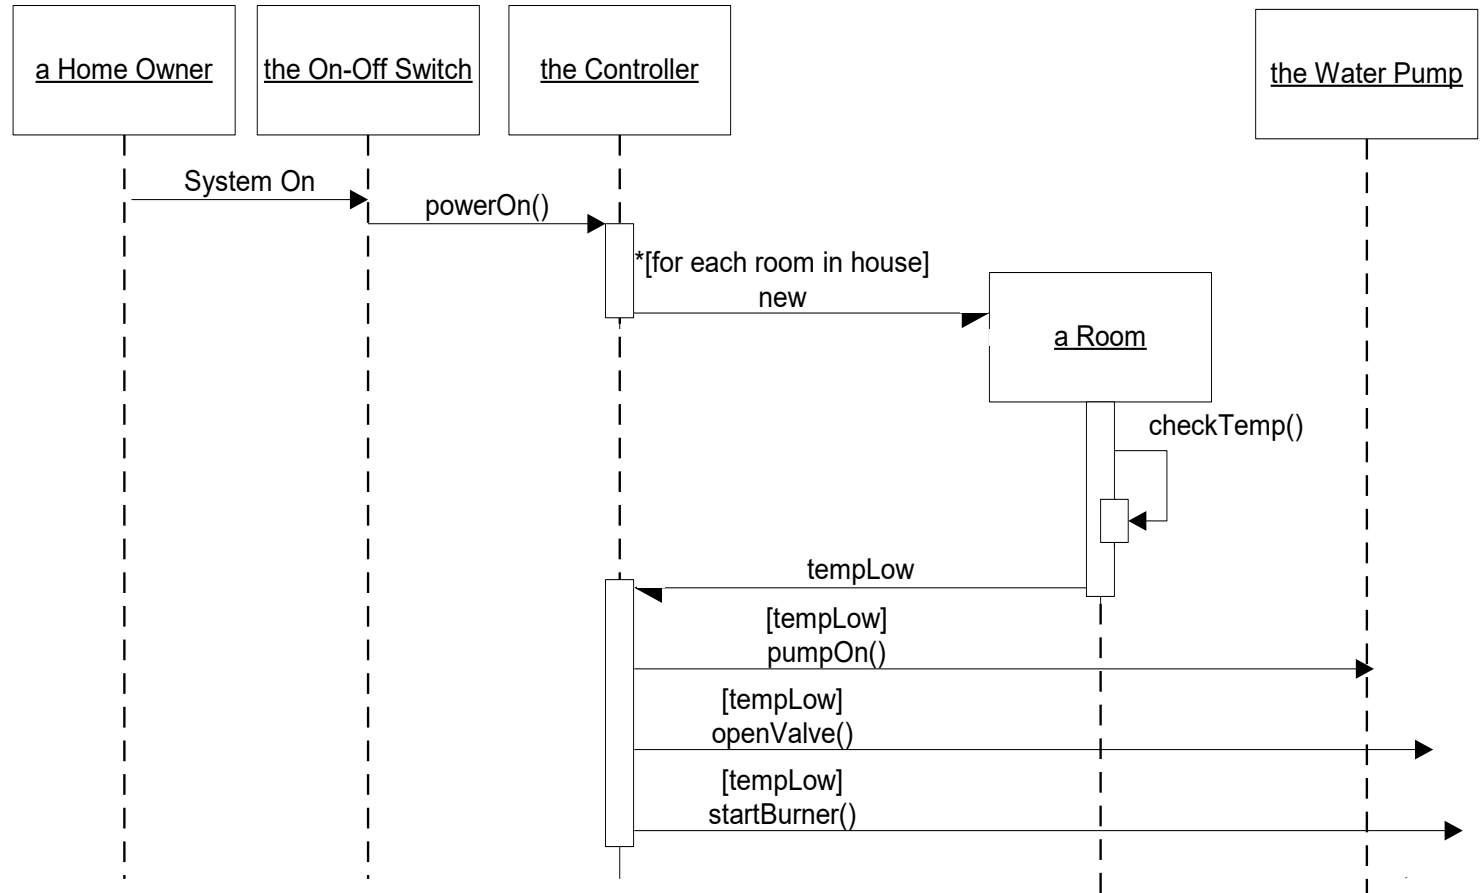 a Home Owner
the On-Off Switch
the Controller
the Water Pump
System On
powerOn()
*[for each room in house]
new
a Room
checkTemp()
tempLow
[tempLow]
pumpOn()
[tempLow]
openValve()
[tempLow]
startBurner()